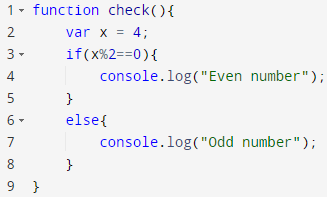 1 function check(){
2     var x = 4;
3     if(x%2==0){
4         console.log("Even number");
5     }
6     else{
7         console.log("Odd number");
8     }
9 }